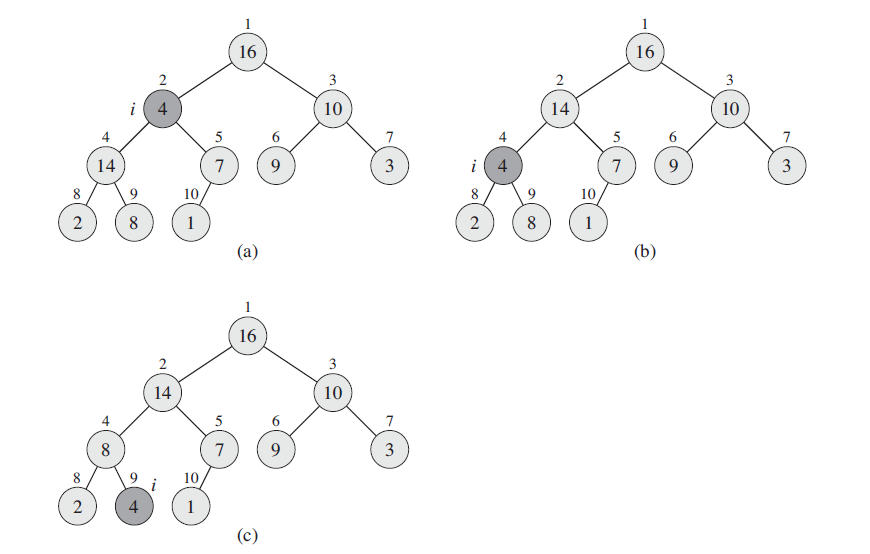 1 1
16 16
2 3 2 3
i 4 10 14 10
4 5 6 7 4 5 6 7
14 7 9 3 i 4 7 9 3
8 9 10 8 9 10
2 8 1 2 8 1
(a) (b)
1
16
2 3
14 10
4 5 6 7
8 7 9 3
8 9 i 10
2 4 1
(c)